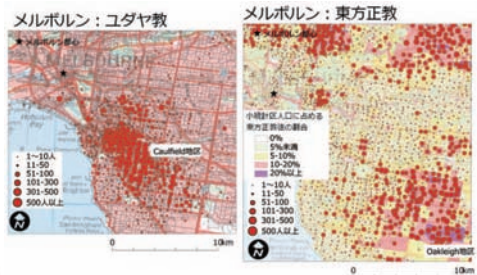 メルボルン：ユダヤ教
★メルボルン都心
MELBOURNE
Caulfield地区
1～10人
11-50
51-100
101-300
301-500
500人以上
N
0 10km
メルボルン：東方正教
★メルボルン都心
小統計区人口に占める
東方正教徒の割合
0%
5%未満
5-10%
10-20%
20%以上
1～10人
11-50
51-100
101-300
301-500
500人以上
Oakleigh地区
N
0 10km